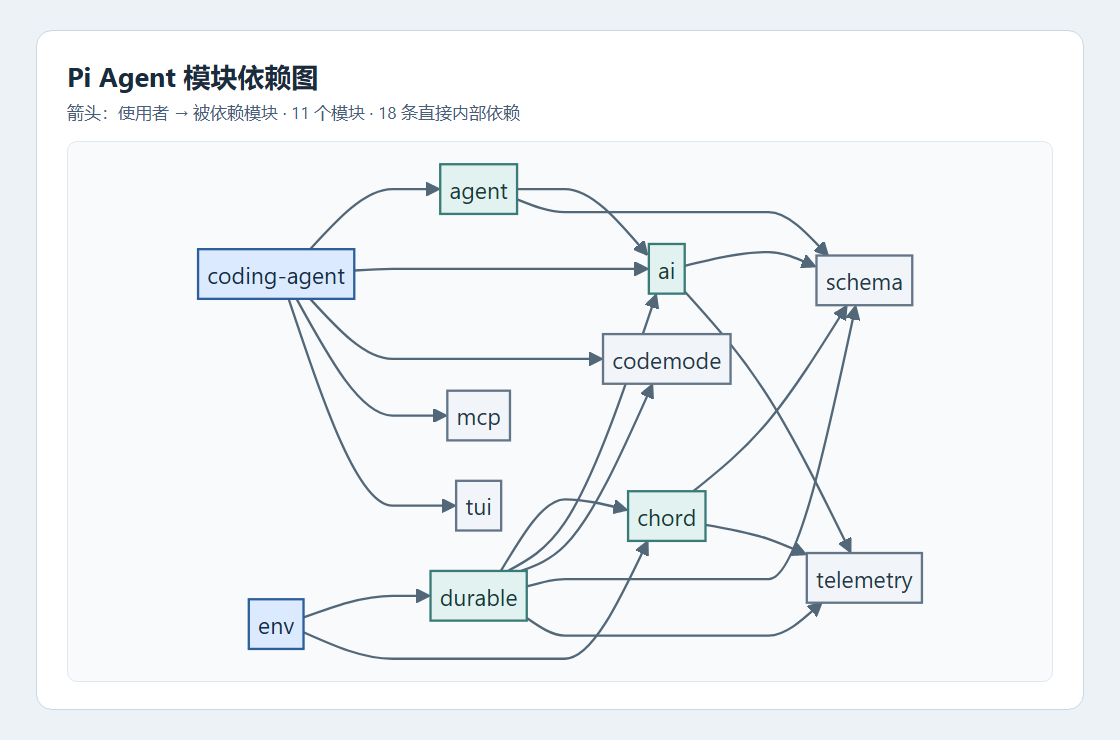 Pi Agent 模块依赖图
箭头：使用者 → 被依赖模块 · 11 个模块 · 18 条直接内部依赖
agent
coding-agent
ai
schema
codemode
mcp
tui
chord
durable
telemetry
env